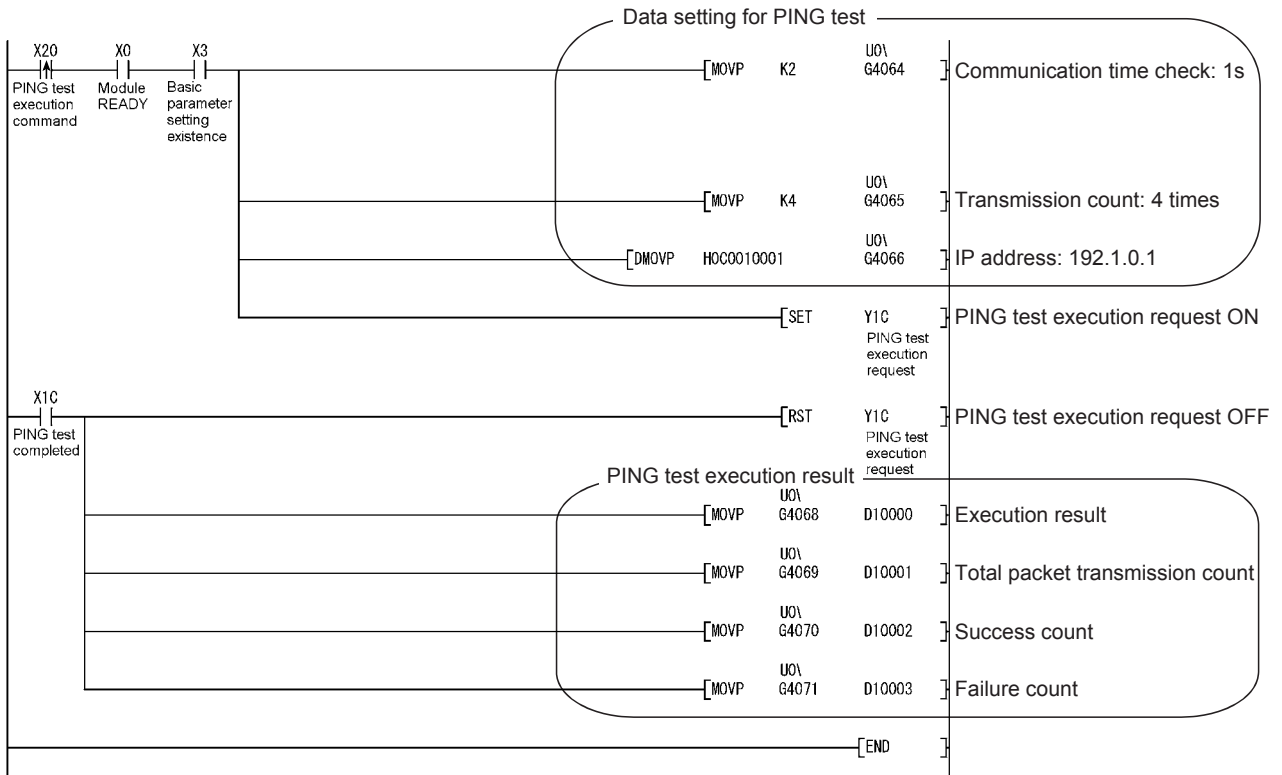 Data setting for PING test
X20 X0 X3 U0\
[MOVP K2 G4064 ] Communication time check: 1s
PING test Module Basic
execution READY parameter
command setting
existence
U0\
[MOVP K4 G4065 ] Transmission count: 4 times
U0\
[DMOVP H0C0010001 G4066 ] IP address: 192.1.0.1
[SET Y1C ] PING test execution request ON
PING test
execution
request
X1C
[RST Y1C ] PING test execution request OFF
PING test PING test
completed execution
request
PING test execution result
U0\
[MOVP G4068 D10000 ] Execution result
U0\
[MOVP G4069 D10001 ] Total packet transmission count
U0\
[MOVP G4070 D10002 ] Success count
U0\
[MOVP G4071 D10003 ] Failure count
[END ]